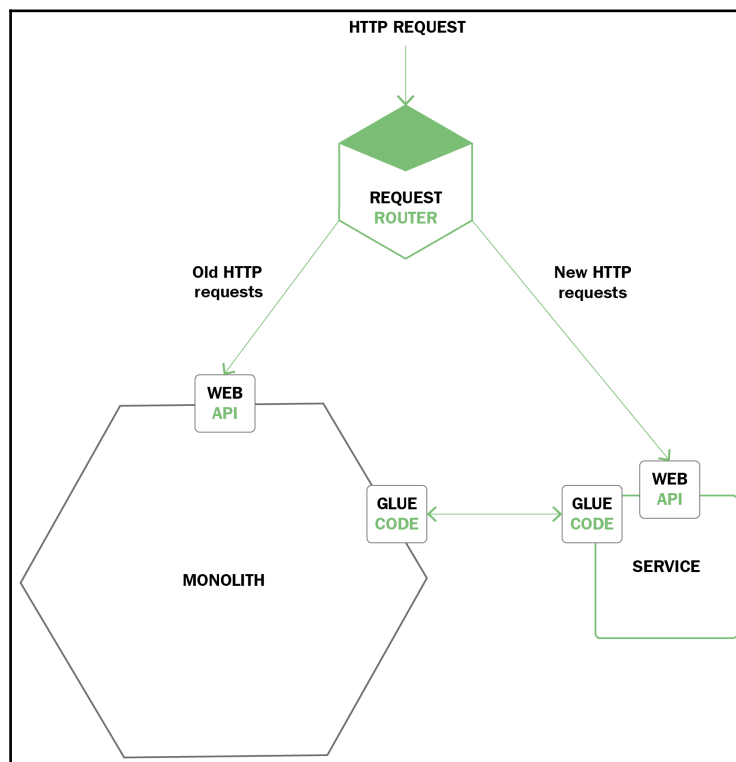 HTTP REQUEST
REQUEST
ROUTER
Old HTTP
requests
New HTTP
requests
WEB
API
WEB
API
GLUE
CODE
GLUE
CODE
MONOLITH
SERVICE